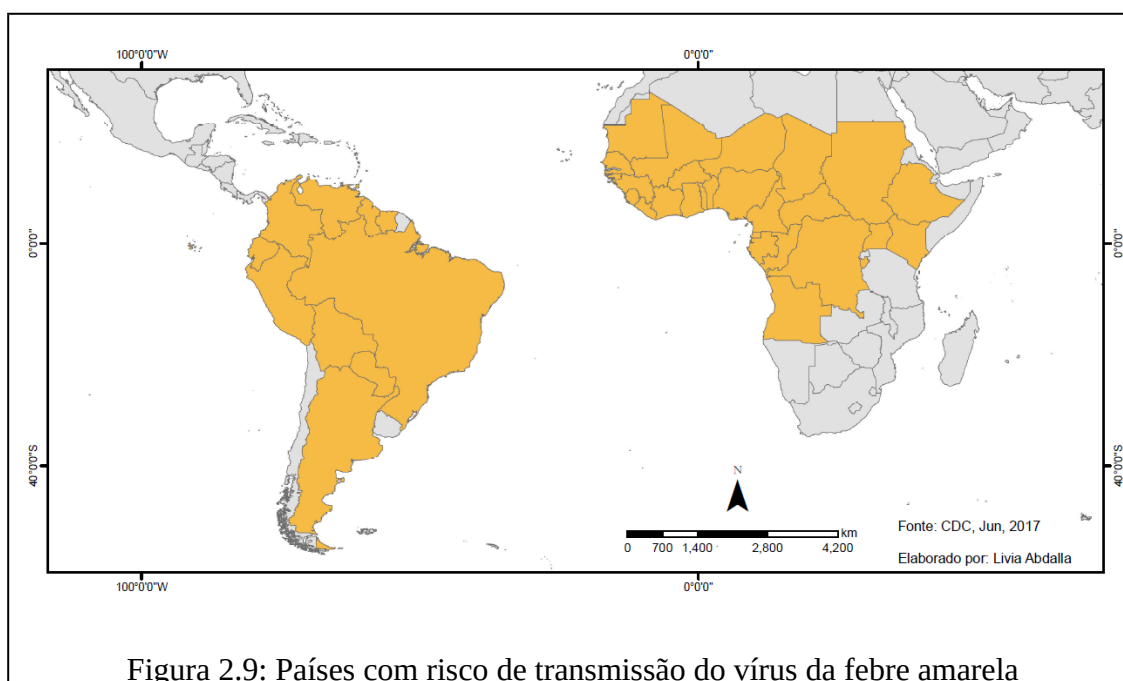 100°0'0"W 0°0'0"
0°0'0" 0°0'0"
40°0'0"S 40°0'0"S
N
km
0 700 1,400 2,800 4,200
Fonte: CDC, Jun, 2017
Elaborado por: Livia Abdalla
100°0'0"W 0°0'0"
Figura 2.9: Países com risco de transmissão do vírus da febre amarela